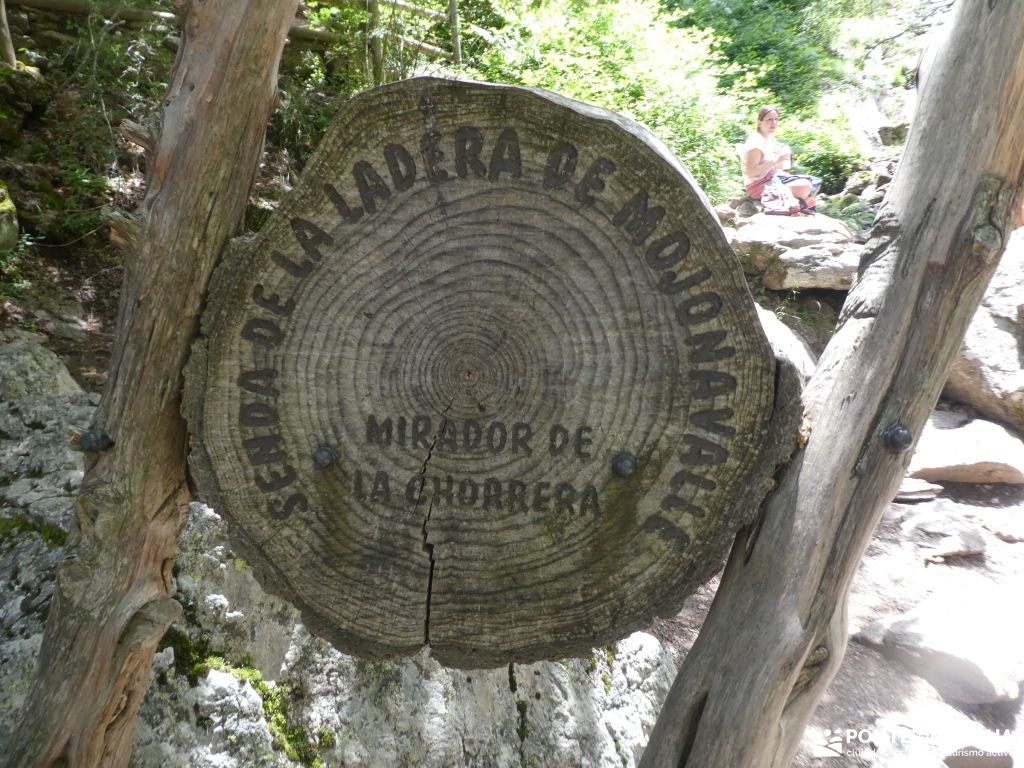 SENDA DE LA LADERA DE MOJONAVALLE
MIRADOR DE
LA CHORRERA